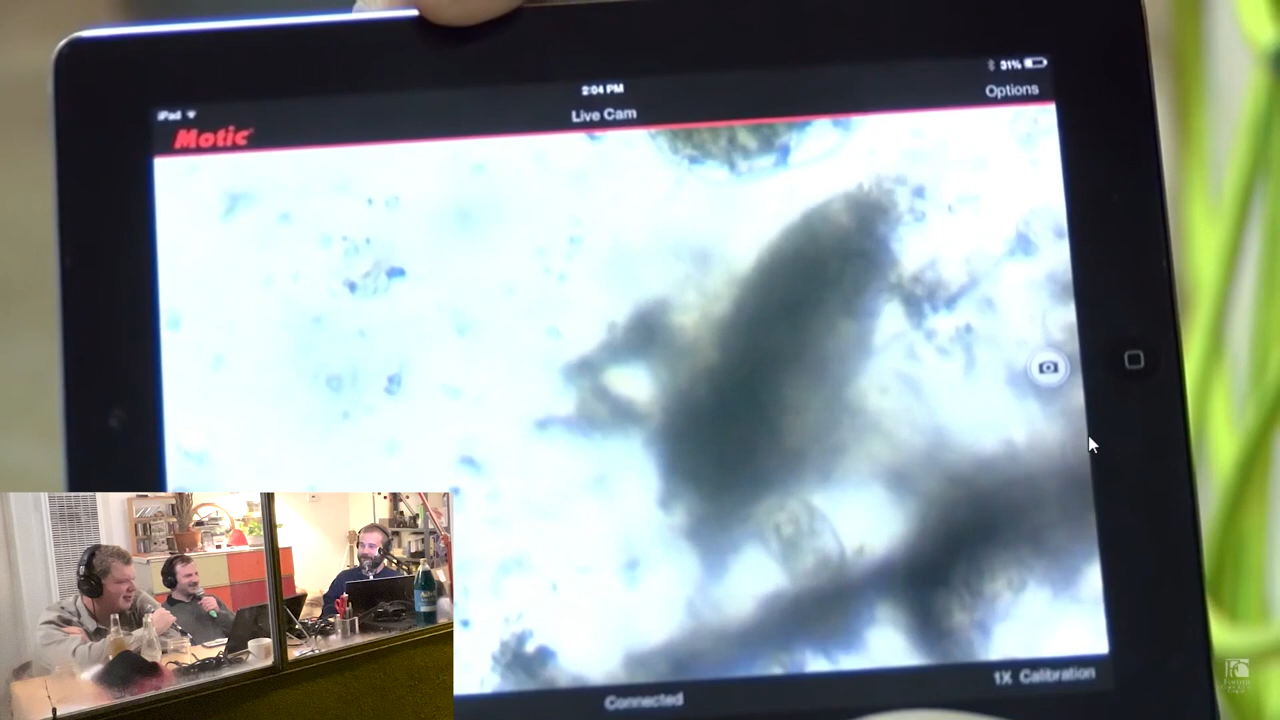 31%
2:04 PM
iPad
Live Cam
Options
Motic
1X Calibration
Connected